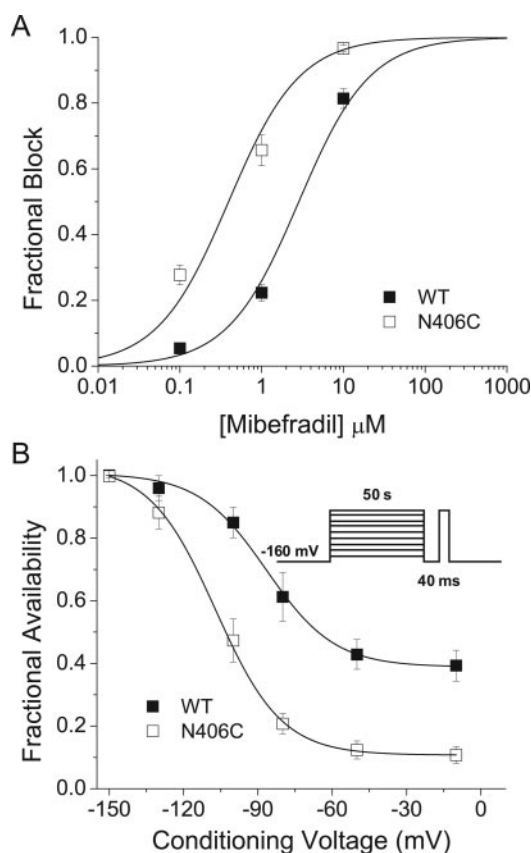 A
1.0
0.8
0.6
0.4
0.2
0.0
Fractional Block
WT
N406C
0.01 0.1 1 10 100 1000
[Mibefradil] μM
B
1.0
0.8
0.6
0.4
0.2
0.0
Fractional Availability
50 s
-160 mV
40 ms
WT
N406C
-150 -120 -90 -60 -30 0
Conditioning Voltage (mV)